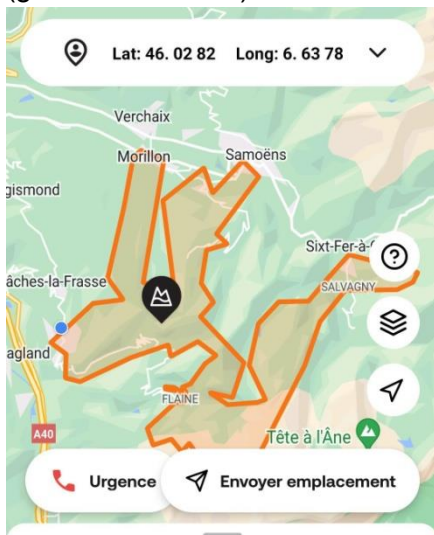 Lat: 46. 02 82 Long: 6. 63 78
Verchaix
Morillon
Samoëns
gismond
Sixt-Fer-à-
?
âches-la-Frasse
SALVAGNY
agland
FLAINE
A40
Tête à l'Âne
Urgence
Envoyer emplacement